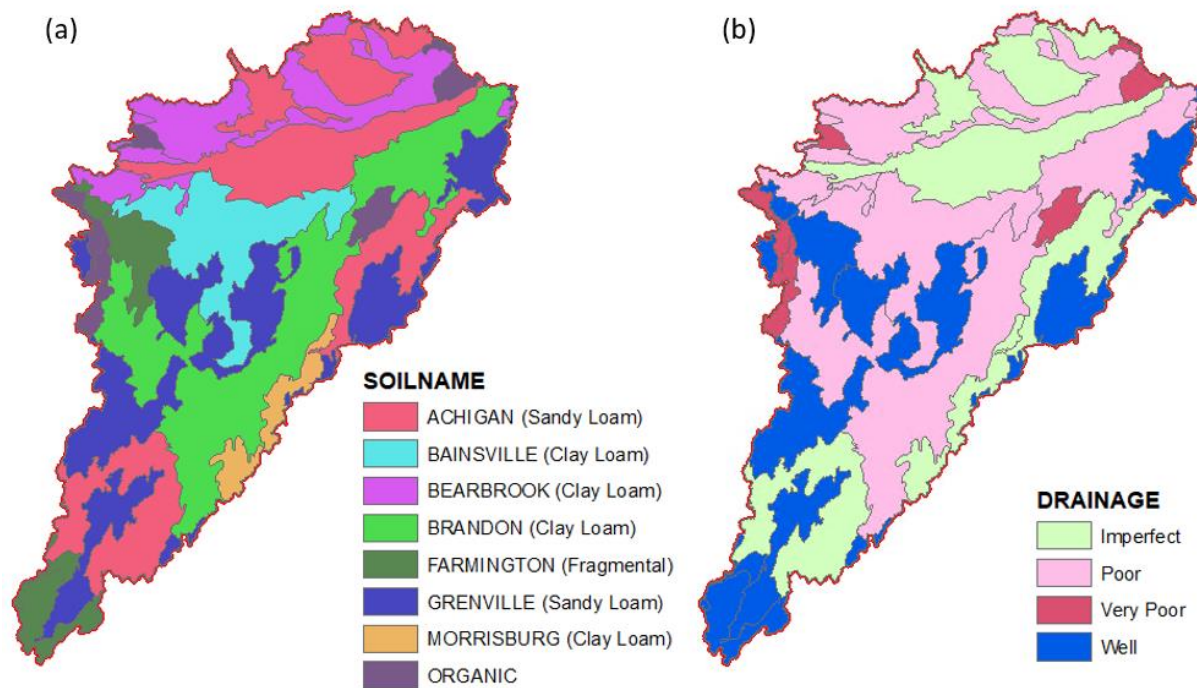 (a)
SOILNAME
ACHIGAN (Sandy Loam)
BAINSVILLE (Clay Loam)
BEARBROOK (Clay Loam)
BRANDON (Clay Loam)
FARMINGTON (Fragmental)
GRENVILLE (Sandy Loam)
MORRISBURG (Clay Loam)
ORGANIC
(b)
DRAINAGE
Imperfect
Poor
Very Poor
Well